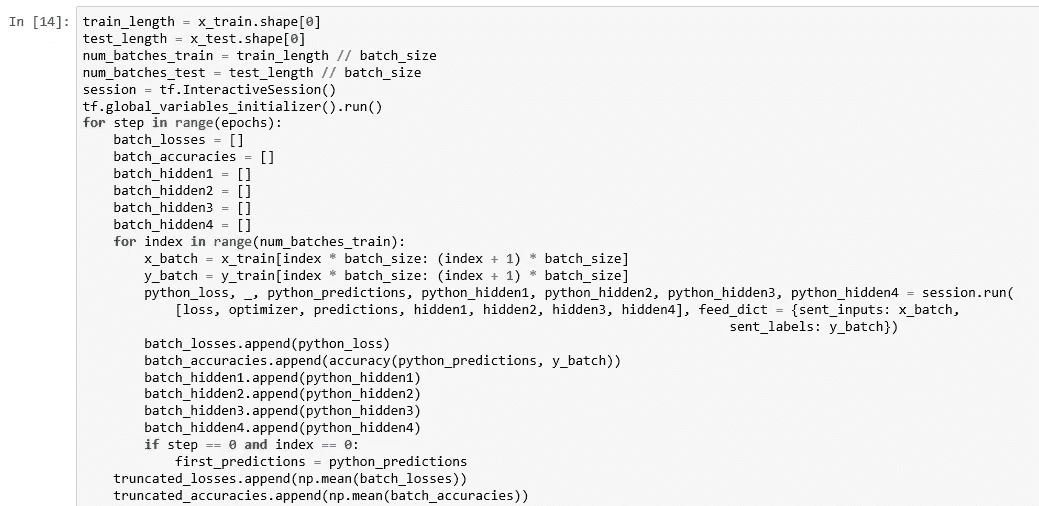 In [14]: train_length = x_train.shape[0]
test_length = x_test.shape[0]
num_batches_train = train_length // batch_size
num_batches_test = test_length // batch_size
session = tf.InteractiveSession()
tf.global_variables_initializer().run()
for step in range(epochs):
    batch_losses = []
    batch_accuracies = []
    batch_hidden1 = []
    batch_hidden2 = []
    batch_hidden3 = []
    batch_hidden4 = []
    for index in range(num_batches_train):
        x_batch = x_train[index * batch_size: (index + 1) * batch_size]
        y_batch = y_train[index * batch_size: (index + 1) * batch_size]
        python_loss, _, python_predictions, python_hidden1, python_hidden2, python_hidden3, python_hidden4 = session.run(
            [loss, optimizer, predictions, hidden1, hidden2, hidden3, hidden4], feed_dict = {sent_inputs: x_batch,
                                                                                    sent_labels: y_batch})
        batch_losses.append(python_loss)
        batch_accuracies.append(accuracy(python_predictions, y_batch))
        batch_hidden1.append(python_hidden1)
        batch_hidden2.append(python_hidden2)
        batch_hidden3.append(python_hidden3)
        batch_hidden4.append(python_hidden4)
        if step == 0 and index == 0:
            first_predictions = python_predictions
    truncated_losses.append(np.mean(batch_losses))
    truncated_accuracies.append(np.mean(batch_accuracies))